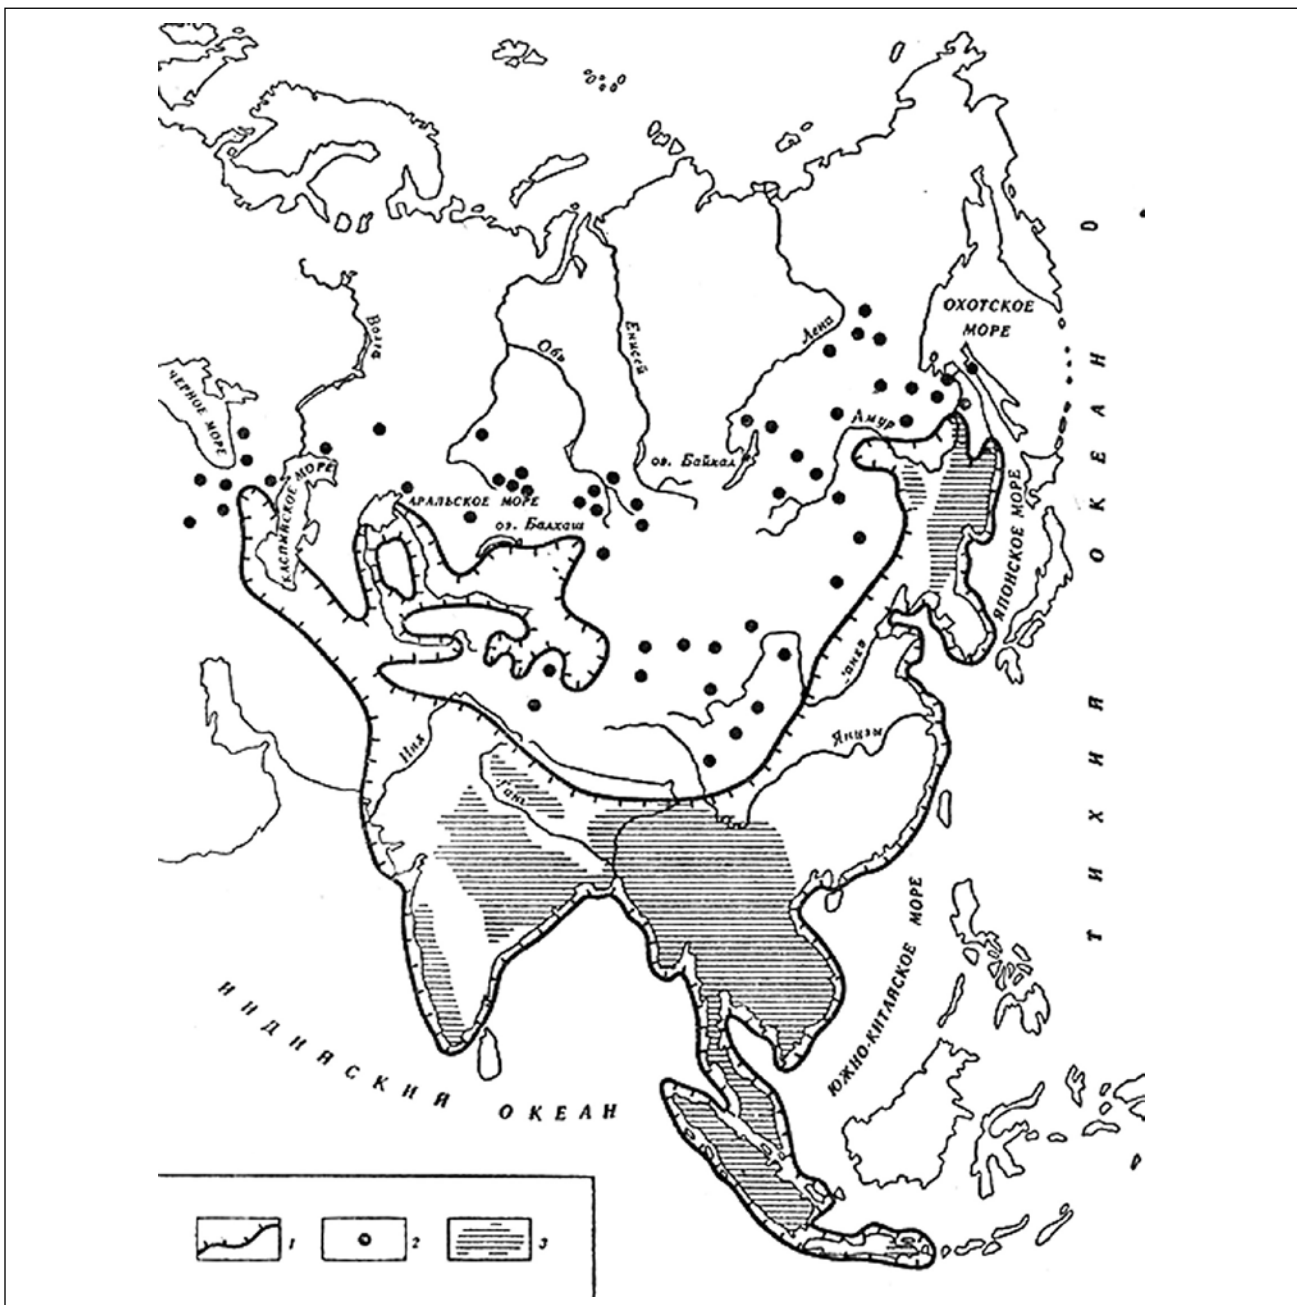 ОХОТСКОЕ
МОРЕ
Лена
Енисей
Обь
Волга
ЧЕРНОЕ МОРЕ
Амур
оз. Байкал
КАСПИЙСКОЕ МОРЕ
АРАЛЬСКОЕ МОРЕ
оз. Балхаш
ЯПОНСКОЕ МОРЕ
Янцзы
Инд
Ганг
ТИХИЙ ОКЕАН
ЮЖНО-КИТАЙСКОЕ МОРЕ
ИНДИЙСКИЙ ОКЕАН
1
2
3